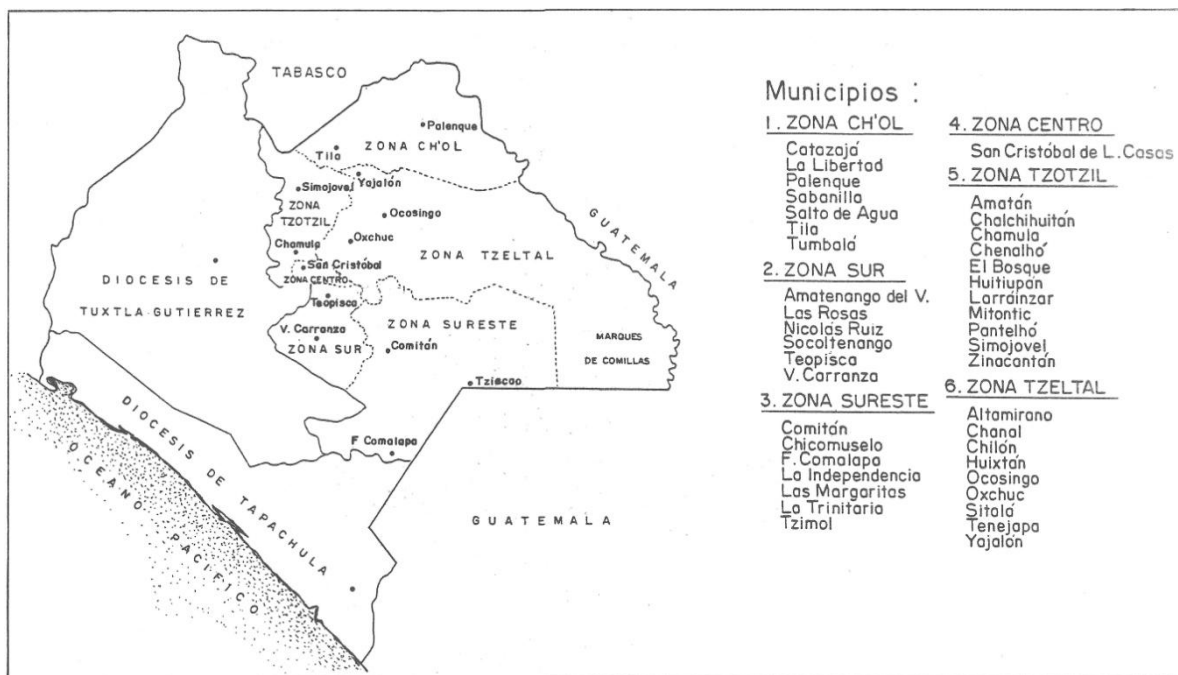 TABASCO
Palenque
ZONA CH'OL
Tila
Yajalón
Simojovel
ZONA
TZOTZIL
Ocosingo
GUATEMALA
Oxchuc
Chamula
ZONA TZELTAL
San Cristóbal
ZONA CENTRO
DIOCESIS DE
TUXTLA-GUTIERREZ
Teopisca
ZONA SURESTE
V. Carranza
ZONA SUR
Comitán
MARQUES
DE COMILLAS
Tziscao
DIOCESIS DE TAPACHULA
F. Comalapa
OCEANO PACIFICO
GUATEMALA
Municipios :
1. ZONA CH'OL
Catazajá
La Libertad
Palenque
Sabanilla
Salto de Agua
Tila
Tumbalá
2. ZONA SUR
Amatenango del V.
Las Rosas
Nicolás Ruiz
Socoltenango
Teopisca
V. Carranza
3. ZONA SURESTE
Comitán
Chicomuselo
F. Comalapa
La Independencia
Las Margaritas
La Trinitaria
Tzimol
4. ZONA CENTRO
San Cristóbal de L. Casas
5. ZONA TZOTZIL
Amatán
Chalchihuitán
Chamula
Chenalhó
El Bosque
Huitiupán
Larráinzar
Mitontic
Pantelhó
Simojovel
Zinacantán
6. ZONA TZELTAL
Altamirano
Chanal
Chilón
Huixtán
Ocosingo
Oxchuc
Sitalá
Tenejapa
Yajalón